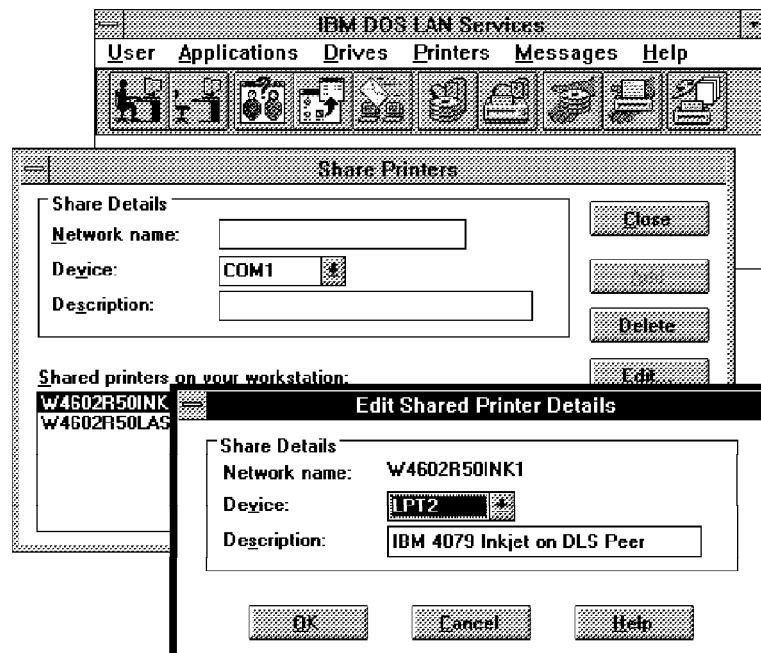 IBM DOS LAN Services
User Applications Drives Printers Messages Help
Share Printers
Share Details
Network name:
Device: COM1
Description:
Close
Add
Delete
Edit...
Shared printers on your workstation:
W4602R50INK
W4602R50LAS
Edit Shared Printer Details
Share Details
Network name: W4602R50INK1
Device: LPT2
Description: IBM 4079 Inkjet on DLS Peer
OK Cancel Help